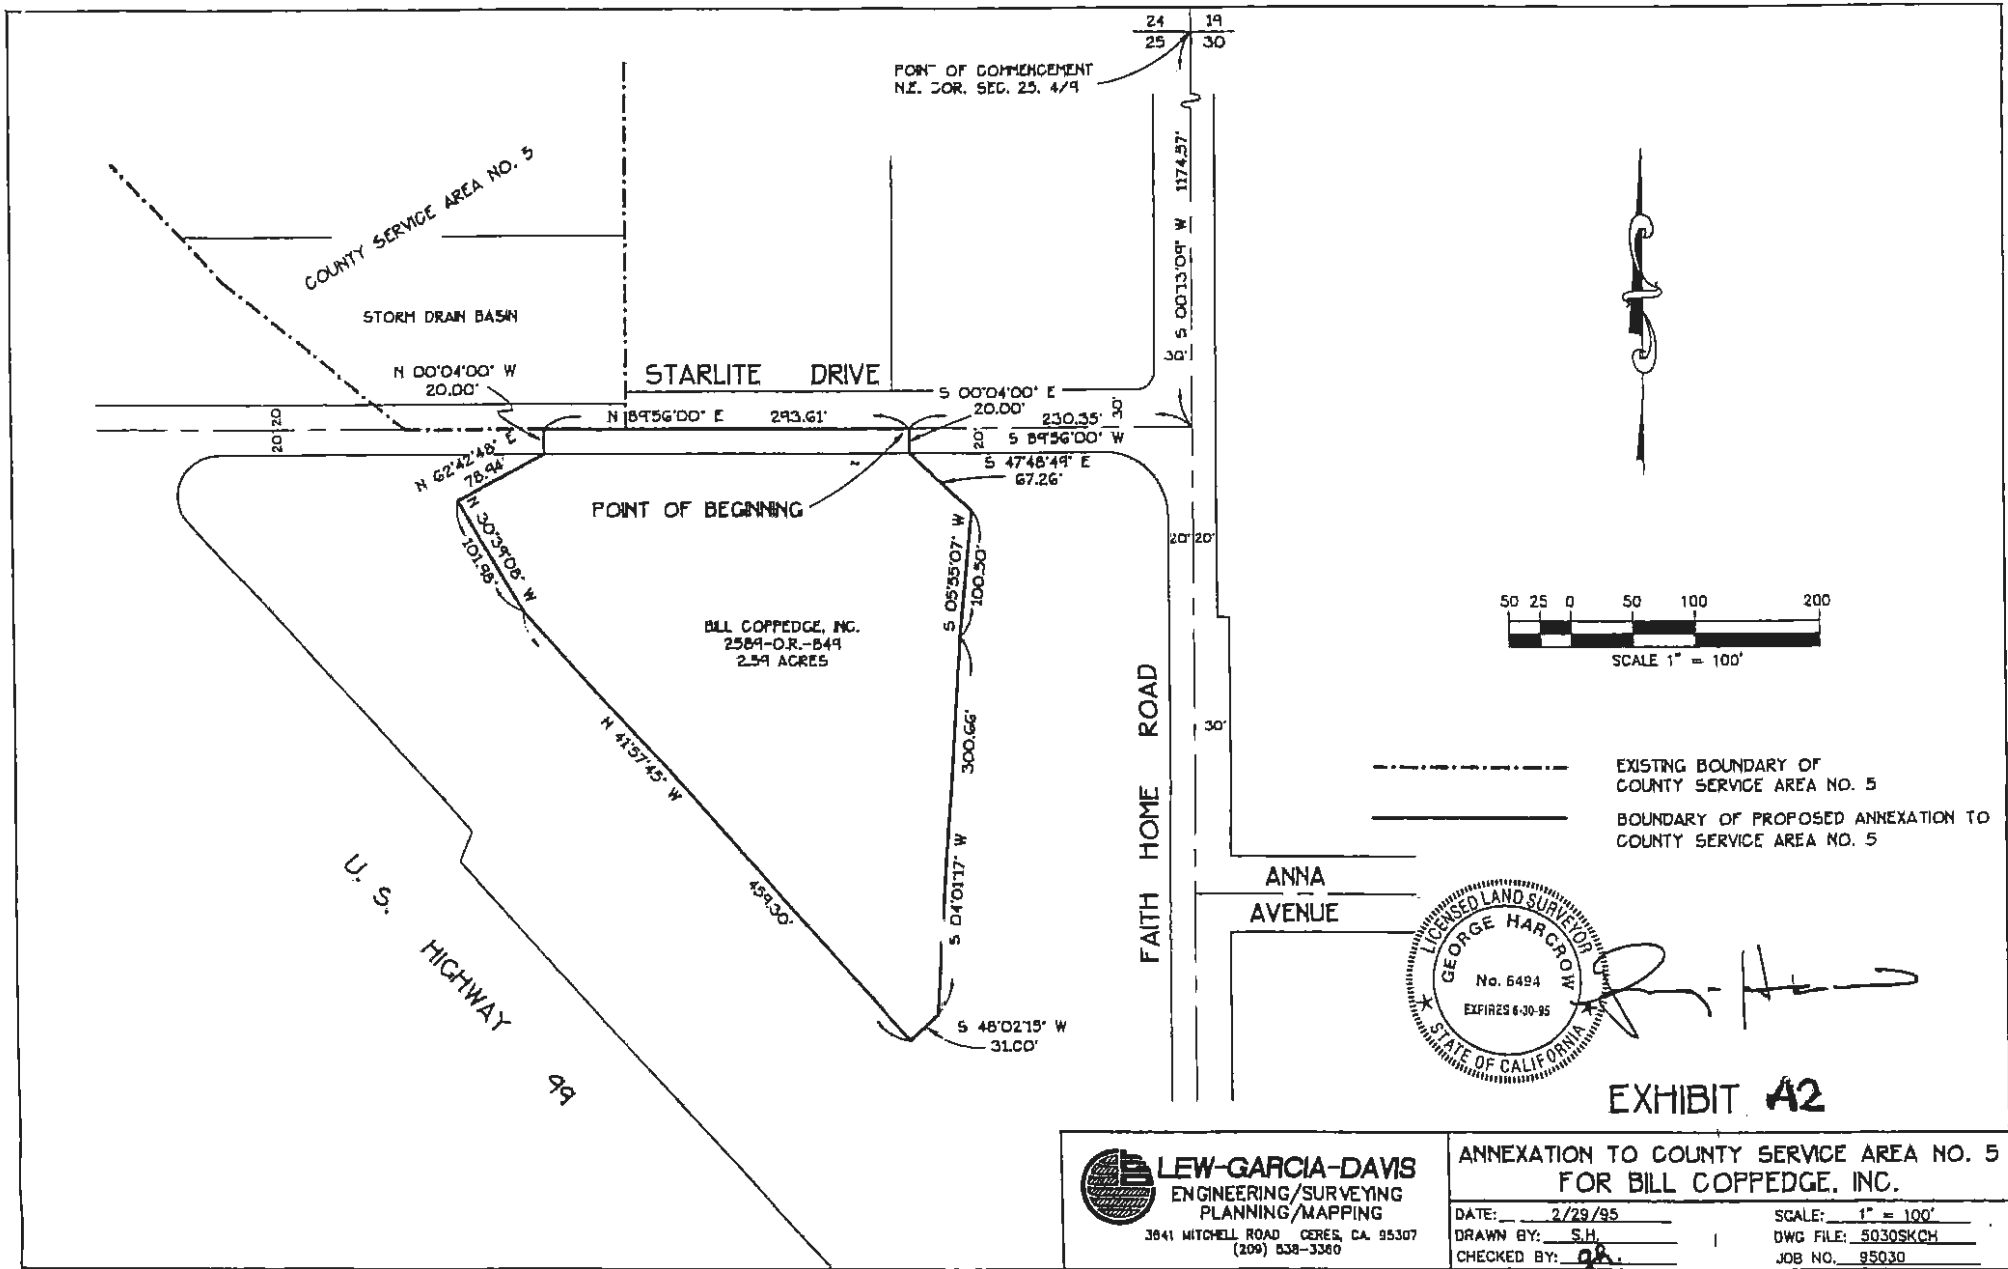 24 19
25 30
POINT OF COMMENCEMENT
N.E. COR. SEC. 25, 4/9
S 00°13'09" W 1174.57'
30'
COUNTY SERVICE AREA NO. 5
STORM DRAIN BASIN
N 00°04'00" W
20.00'
STARLITE DRIVE
S 00°04'00" E
20.00'
N 89°56'00" E 293.61'
230.35'
30'
S 89°56'00" W
20' 20'
20'
N 62°42'48" E
78.94'
S 47°48'49" E
67.26'
POINT OF BEGINNING
N 30°39'08" W
101.98'
S 05°55'07" W
100.50'
20' 20'
BILL COPPEDGE, INC.
2589-O.R.-849
2.59 ACRES
N 41°57'45" W
459.30'
300.66'
S 04°01'17" W
S 48°02'15" W
31.00'
FAITH HOME ROAD
30'
U. S. HIGHWAY 99
ANNA
AVENUE
50 25 0 50 100 200
SCALE 1" = 100'
EXISTING BOUNDARY OF
COUNTY SERVICE AREA NO. 5
BOUNDARY OF PROPOSED ANNEXATION TO
COUNTY SERVICE AREA NO. 5
LICENSED LAND SURVEYOR
GEORGE HARCROW
No. 6494
EXPIRES 6-30-95
STATE OF CALIFORNIA
EXHIBIT A2
LEW-GARCIA-DAVIS
ENGINEERING/SURVEYING
PLANNING/MAPPING
3641 MITCHELL ROAD CERES, CA. 95307
(209) 538-3360
ANNEXATION TO COUNTY SERVICE AREA NO. 5
FOR BILL COPPEDGE, INC.
DATE: 2/29/95
DRAWN BY: S.H.
CHECKED BY: gh.
SCALE: 1" = 100'
DWG FILE: 5030SKCH
JOB NO. 95030